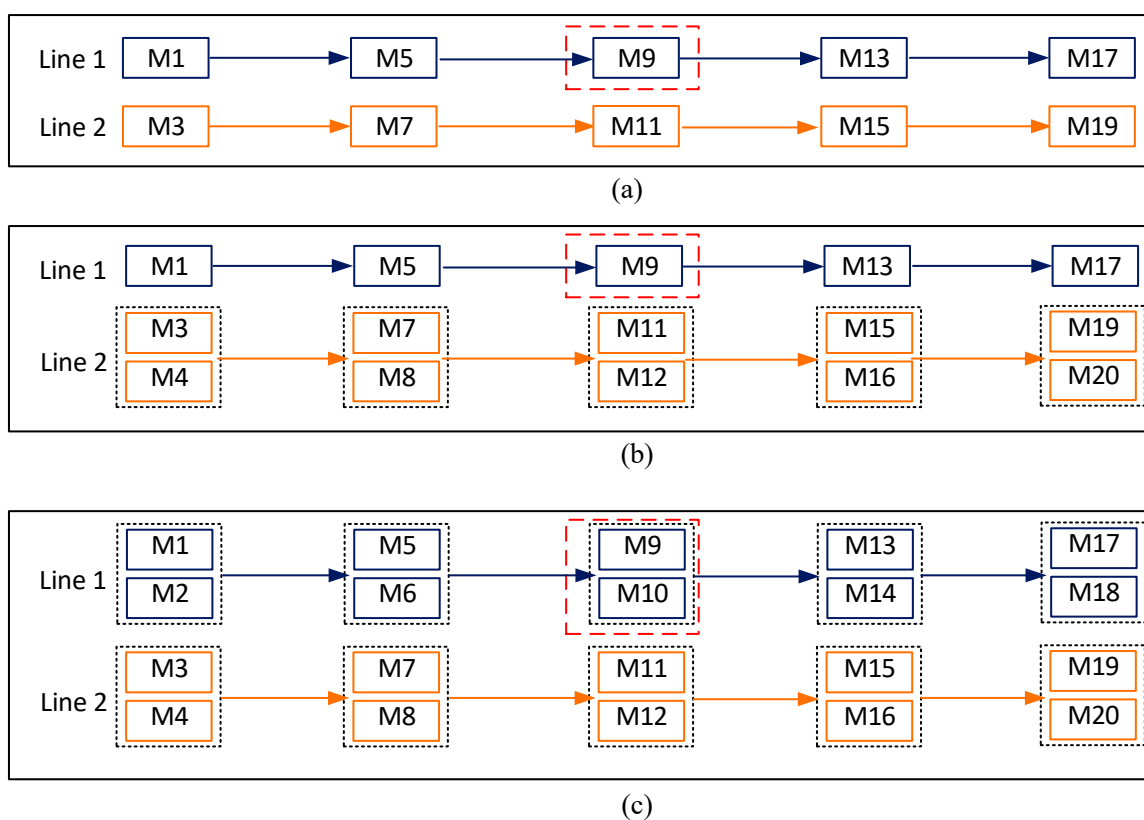 Line 1 M1 M5 M9 M13 M17
Line 2 M3 M7 M11 M15 M19
(a)
Line 1 M1 M5 M9 M13 M17
M3 M7 M11 M15 M19
Line 2
M4 M8 M12 M16 M20
(b)
M1 M5 M9 M13 M17
Line 1
M2 M6 M10 M14 M18
M3 M7 M11 M15 M19
Line 2
M4 M8 M12 M16 M20
(c)